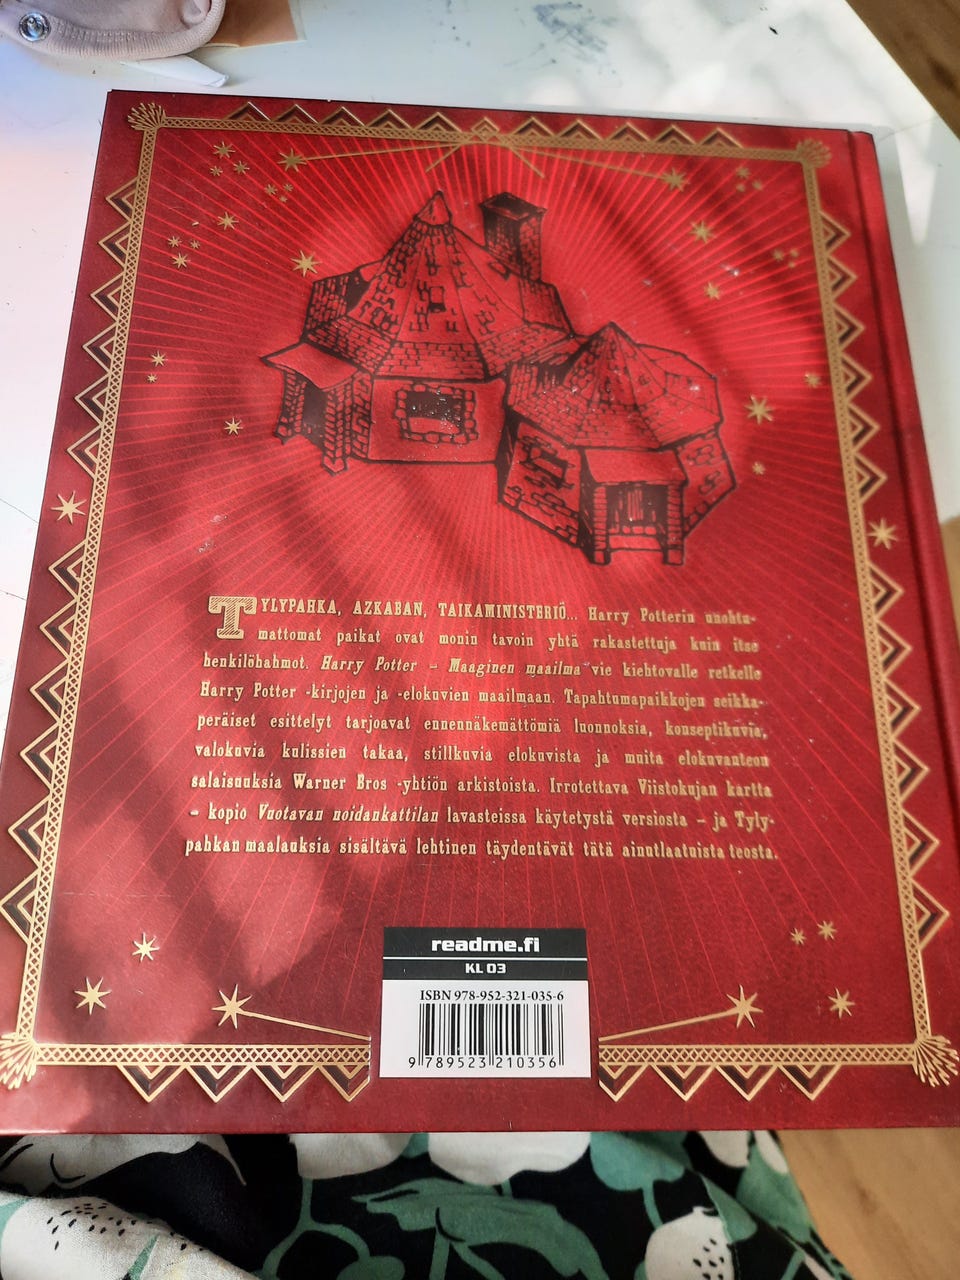 TYLYPAHKA, AZKABAN, TAIKAMINISTERIÖ... Harry Potterin unohtu-
mattomat paikat ovat monin tavoin yhtä rakastettuja kuin itse
henkilöhahmot. Harry Potter – Maaginen maailma vie kiehtovalle retkelle
Harry Potter -kirjojen ja -elokuvien maailmaan. Tapahtumapaikkojen seikka-
peräiset esittelyt tarjoavat ennennäkemättömiä luonnoksia, konseptikuvia,
valokuvia kulissien takaa, stillkuvia elokuvista ja muita elokuvanteon
salaisuuksia Warner Bros -yhtiön arkistoista. Irrotettava Viistokujan kartta
– kopio Vuotavan noidankattilan lavasteissa käytetystä versiosta – ja Tyly-
pahkan maalauksia sisältävä lehtinen täydentävät tätä ainutlaatuista teosta.
readme.fi
KL 03
ISBN 978-952-321-035-6
9 789523 210356